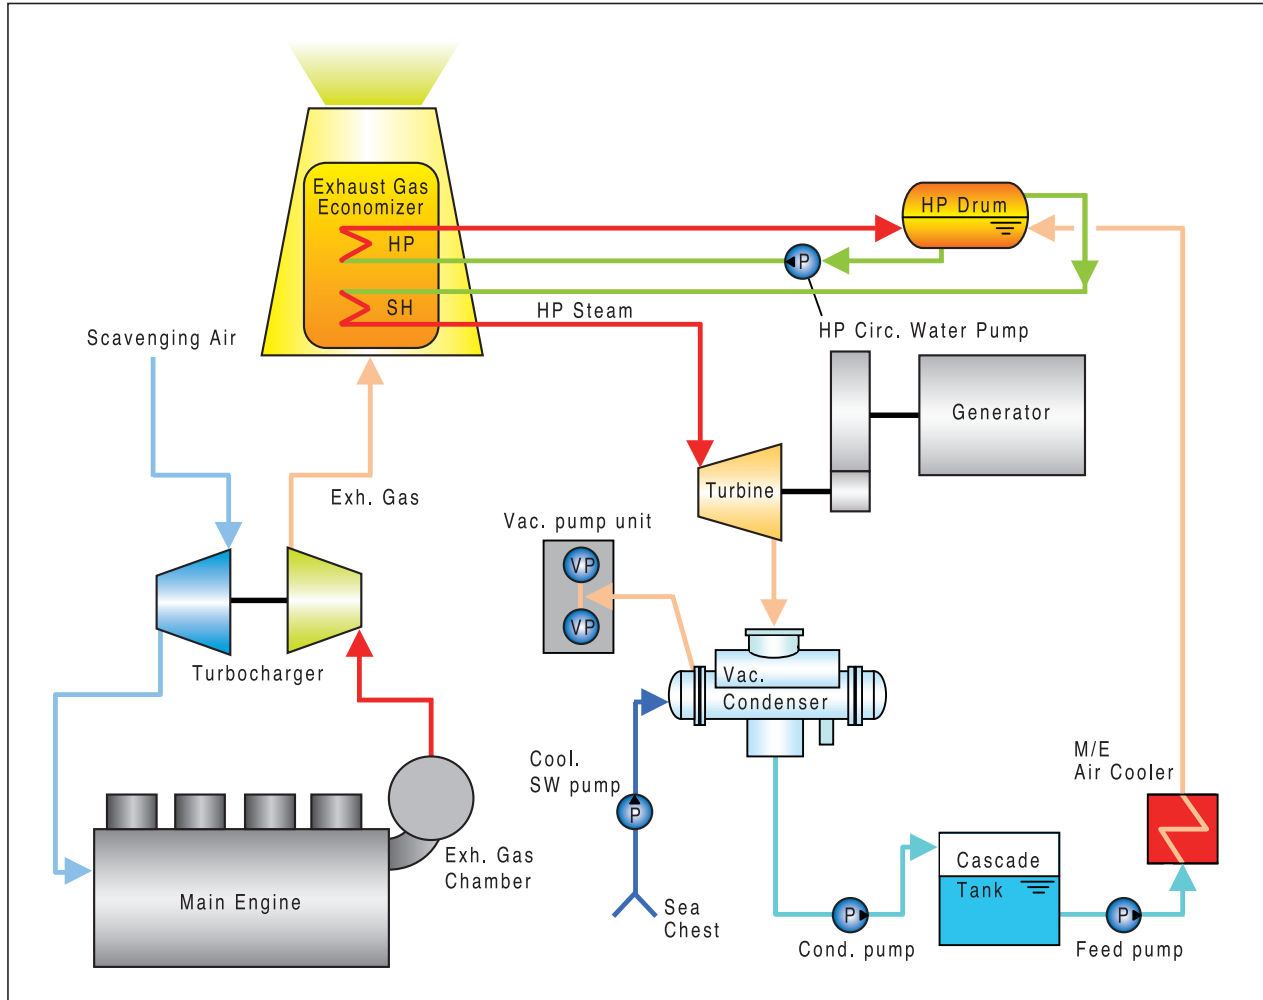 Exhaust Gas
Economizer
HP
SH
HP Drum
P
HP Circ. Water Pump
HP Steam
Scavenging Air
Exh. Gas
Generator
Turbine
Vac. pump unit
VP
VP
Turbocharger
Vac.
Condenser
Cool.
SW pump
P
M/E
Air Cooler
Exh. Gas
Chamber
Main Engine
Sea
Chest
P
Cond. pump
Cascade
Tank
P
Feed pump